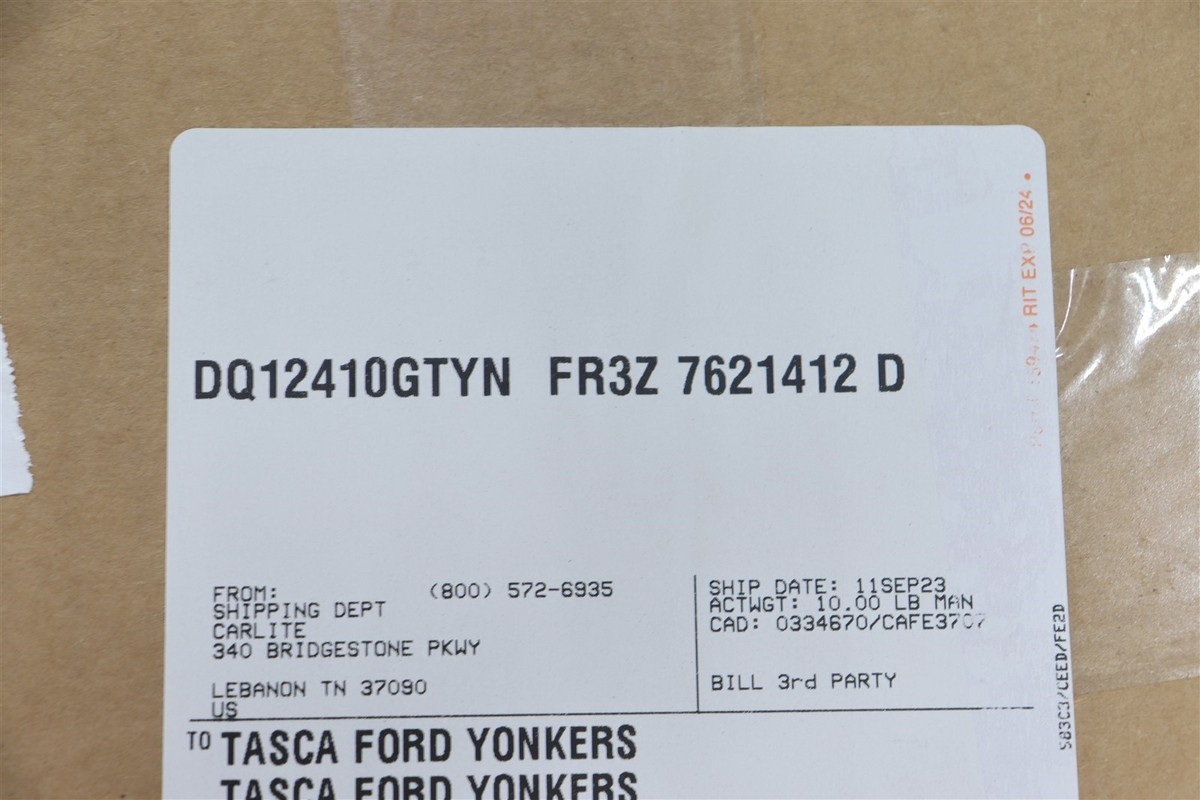 DQ12410GTYN FR3Z 7621412 D
FROM: (800) 572-6935
SHIPPING DEPT
CARLITE
340 BRIDGESTONE PKWY
LEBANON TN 37090
US
SHIP DATE: 11SEP23
ACTWGT: 10.00 LB MAN
CAD: 0334670/CAFE3707
BILL 3rd PARTY
TO TASCA FORD YONKERS
TASCA FORD YONKERS
RIT EXP 06/24
583C3/CEED/FE2D